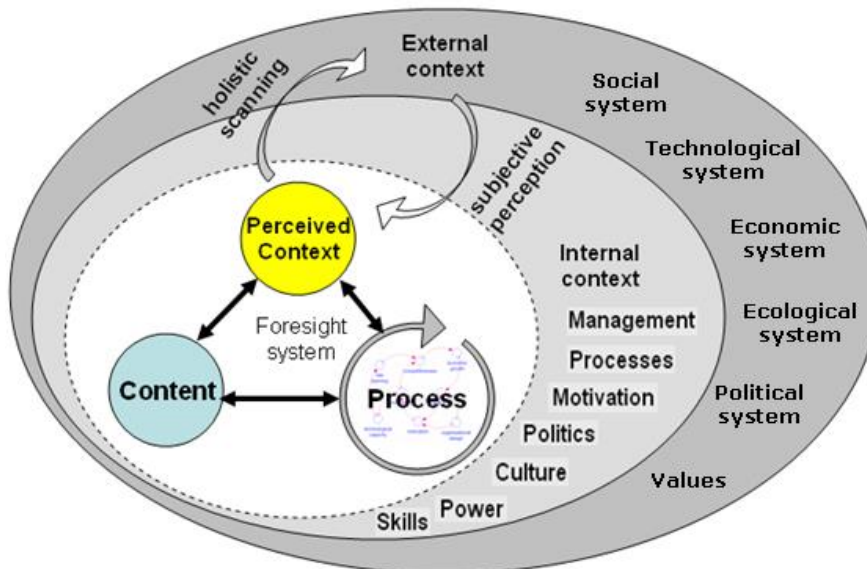 External
context
holistic
scanning
Social
system
Technological
system
subjective
perception
Perceived
Context
Economic
system
Internal
context
Ecological
system
Management
Foresight
system
Processes
Content
Process
Motivation
Political
system
Politics
Culture
Values
Power
Skills